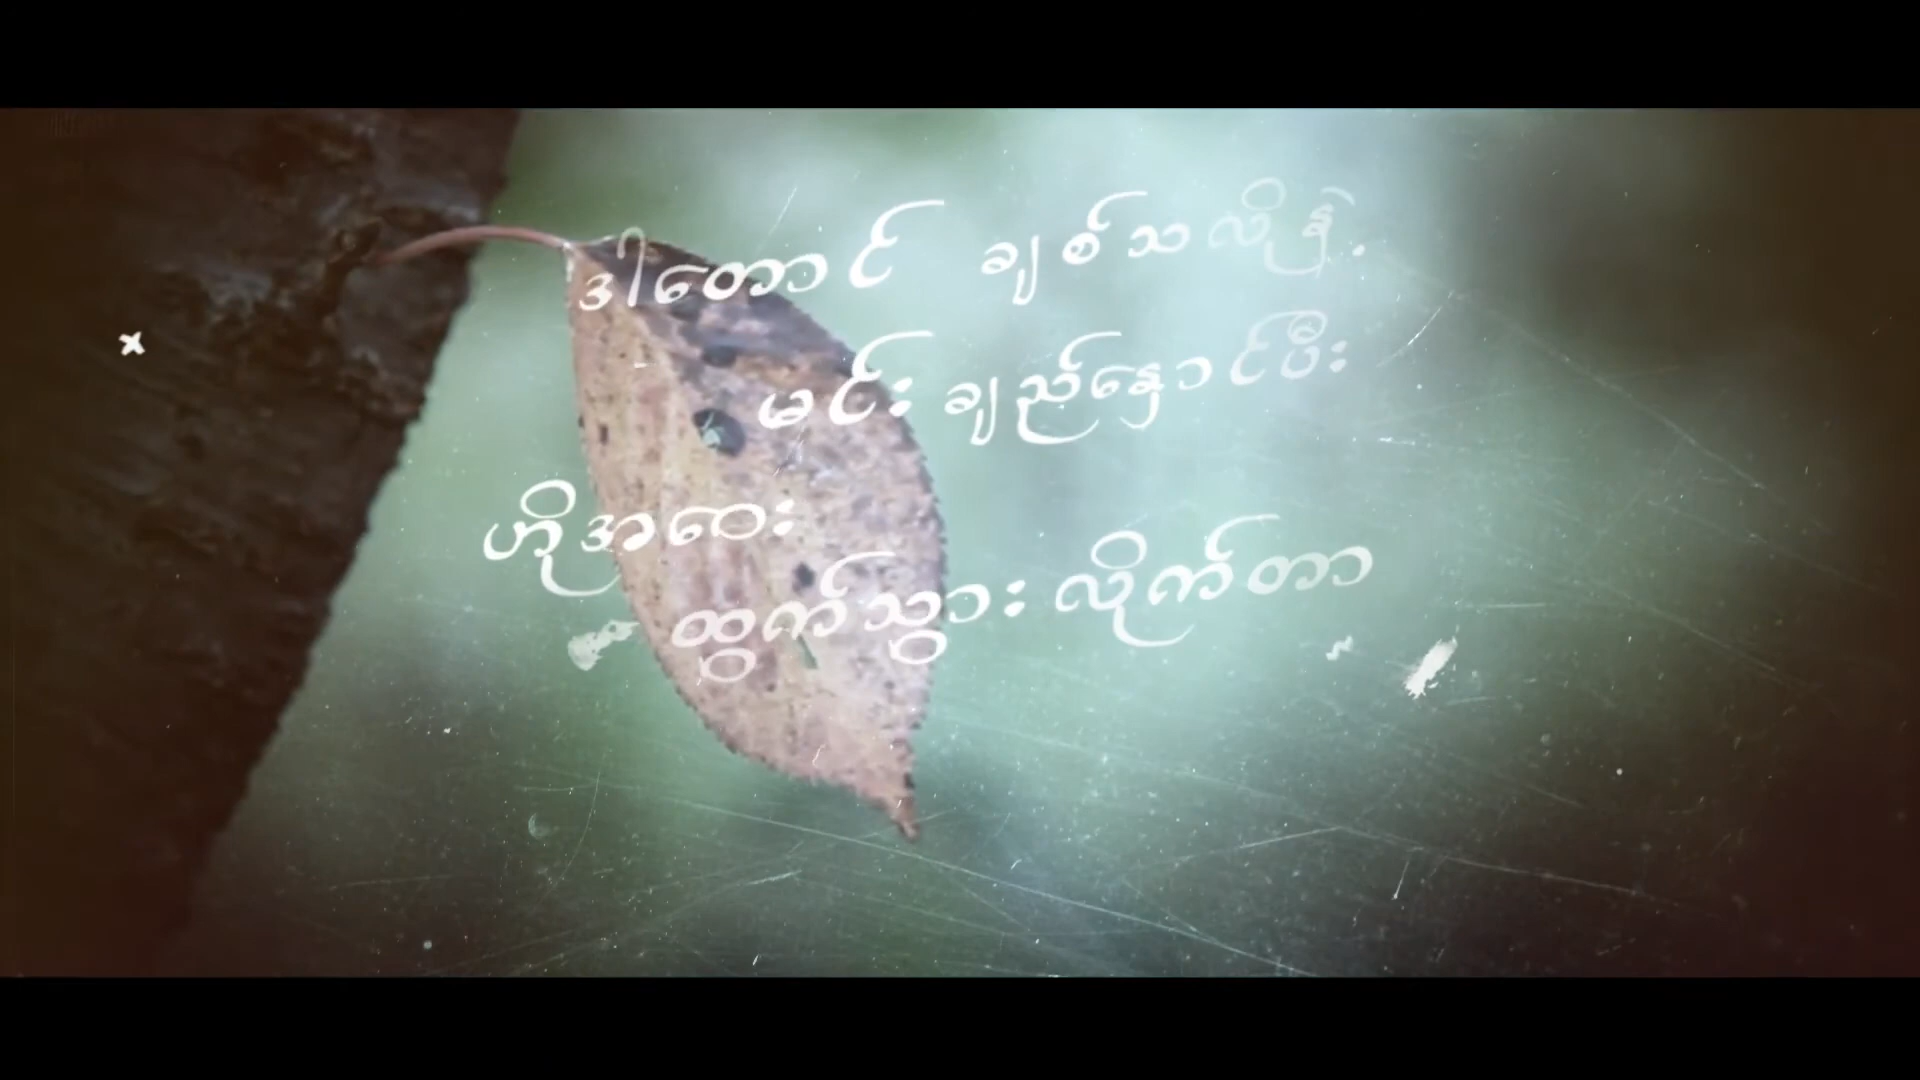 ဒါတောင် ချစ်သလိုနဲ့
မင်း ချည်နှောင်ပြီး
ဟိုအဝေး
ထွက်သွား လိုက်တာ